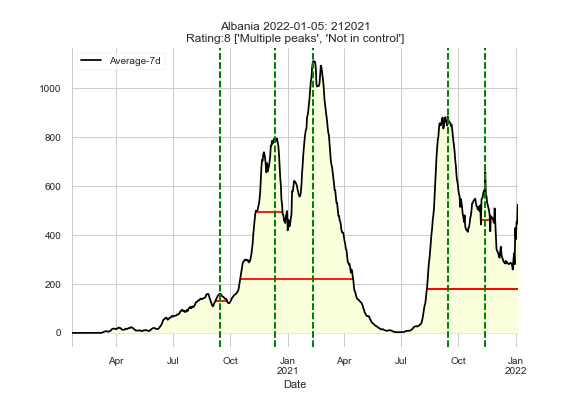 Albania 2022-01-05: 212021
Rating:8 ['Multiple peaks', 'Not in control']
Average-7d
1000
800
600
400
200
0
Apr Jul Oct Jan Apr Jul Oct Jan
2021 2022
Date